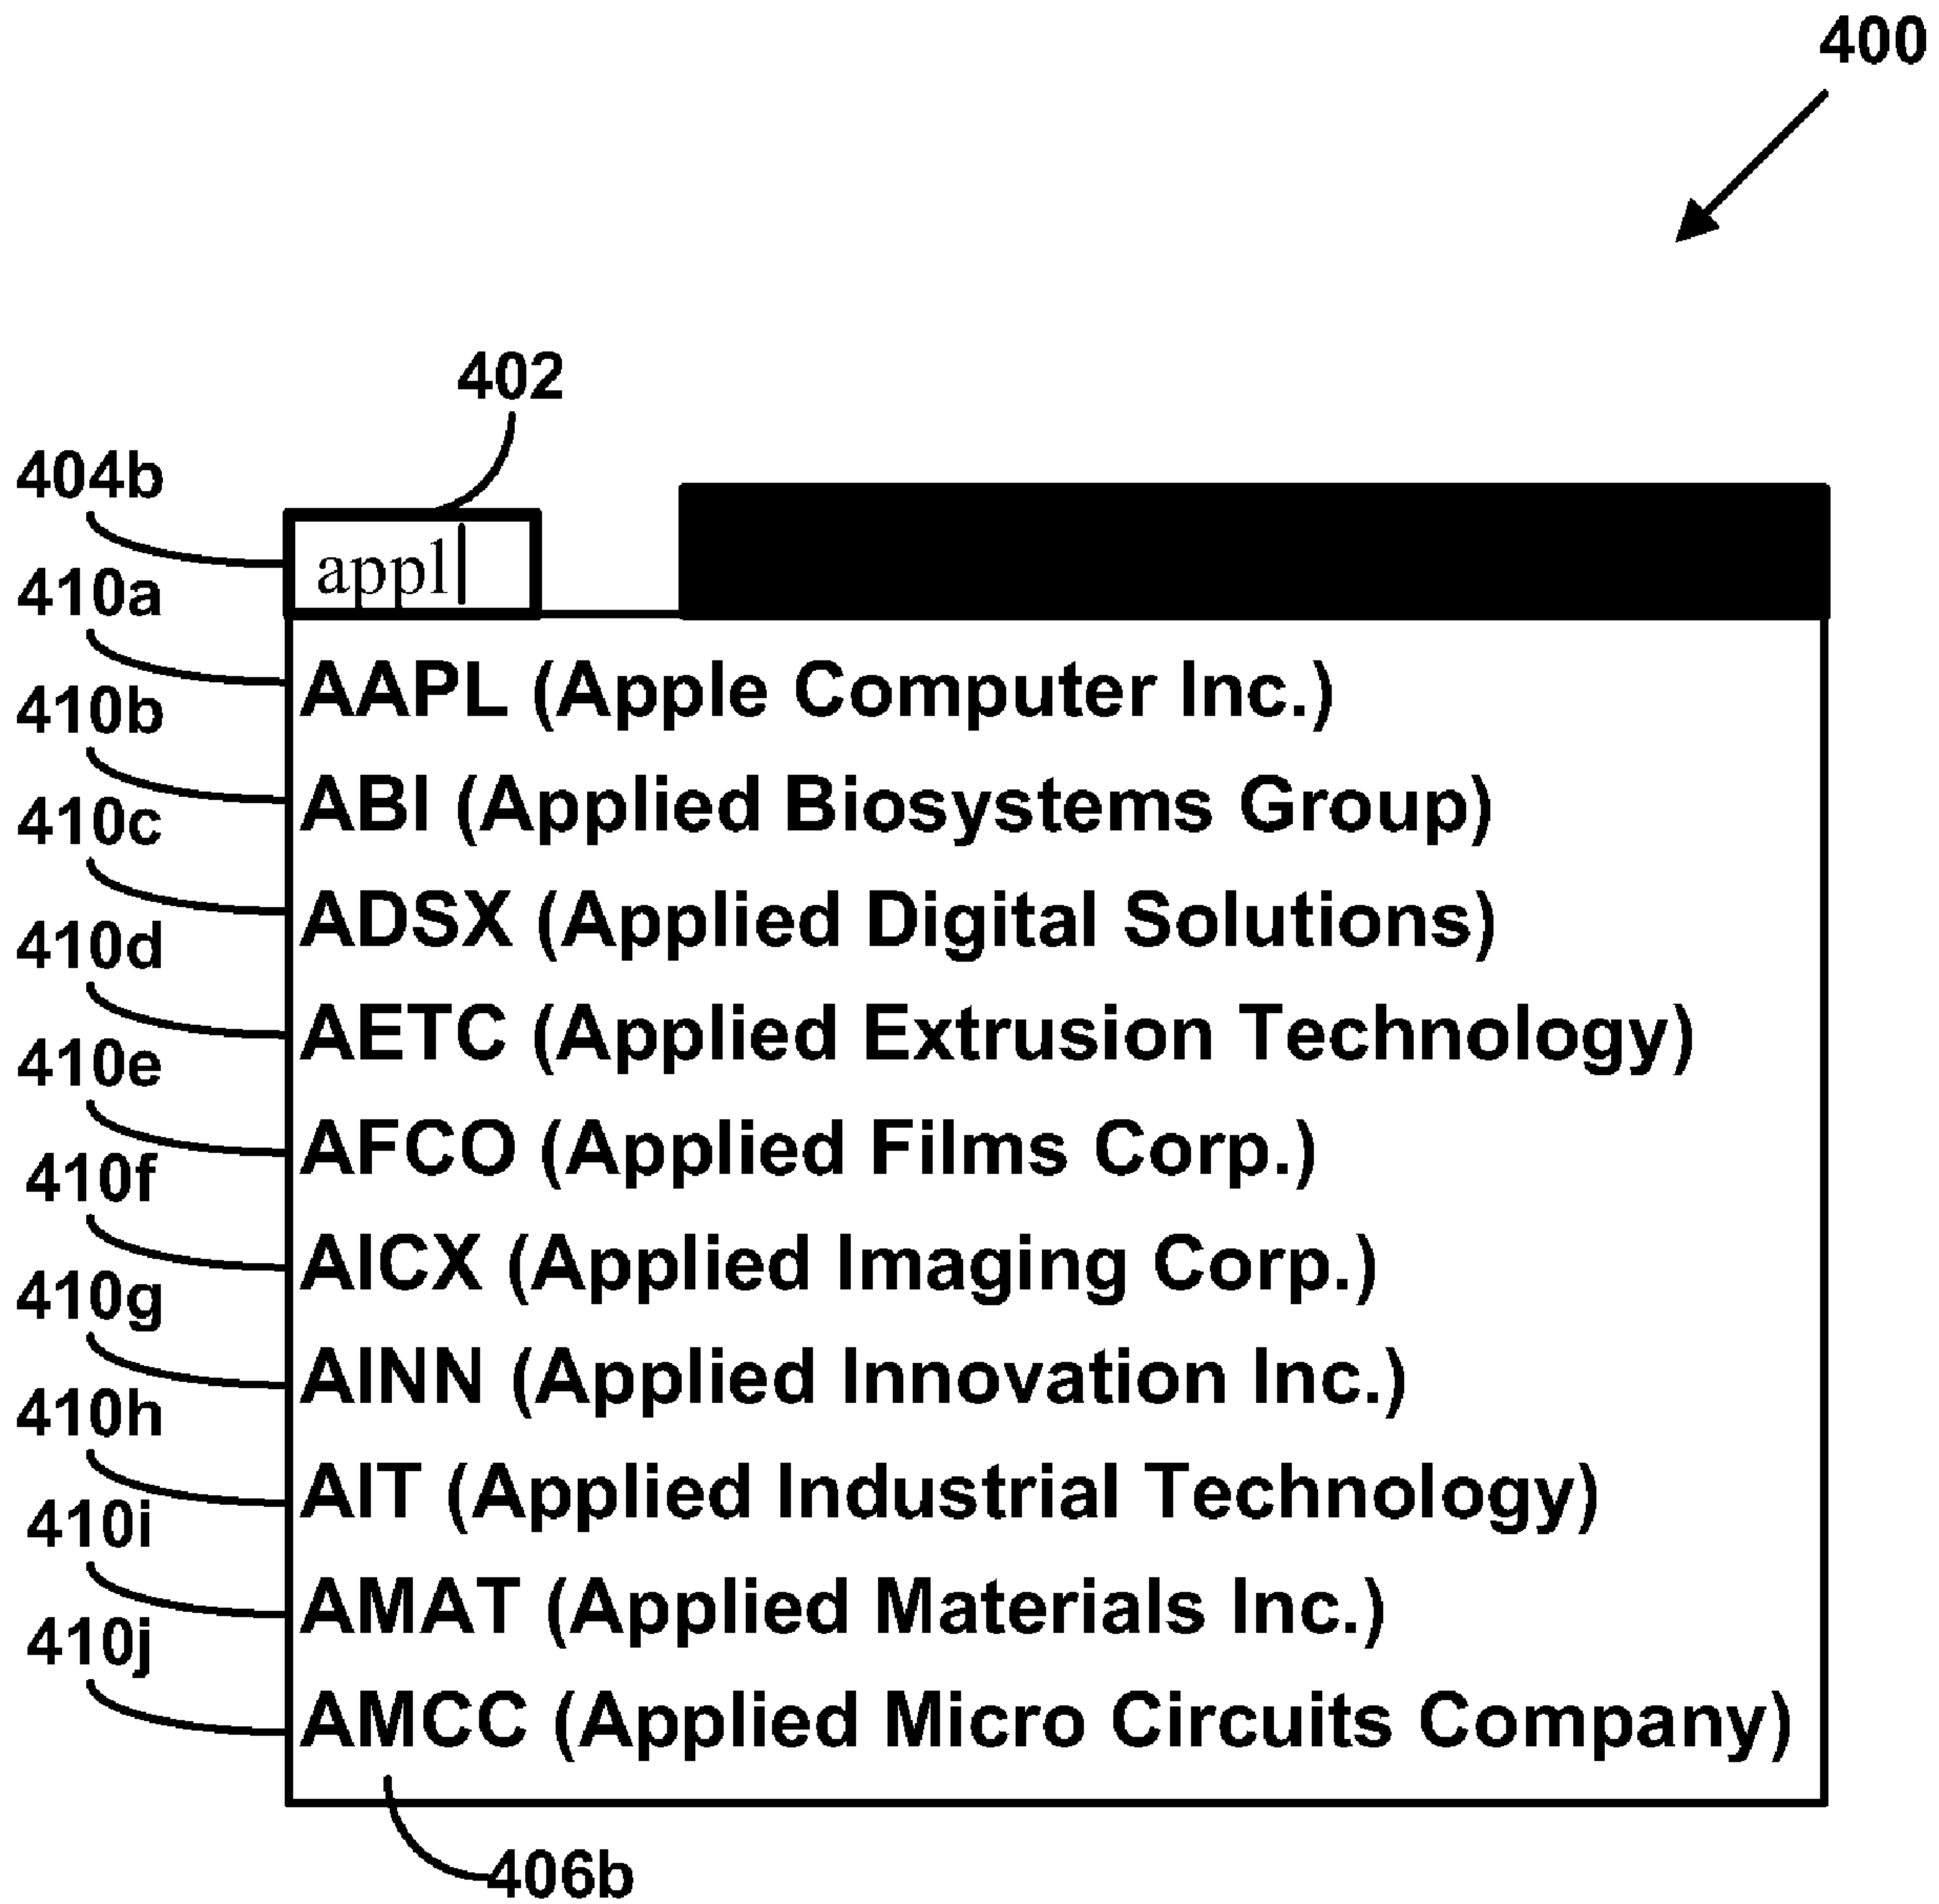 400
402
404b
appl
410a
AAPL (Apple Computer Inc.)
410b
ABI (Applied Biosystems Group)
410c
ADSX (Applied Digital Solutions)
410d
AETC (Applied Extrusion Technology)
410e
AFCO (Applied Films Corp.)
410f
AICX (Applied Imaging Corp.)
410g
AINN (Applied Innovation Inc.)
410h
AIT (Applied Industrial Technology)
410i
AMAT (Applied Materials Inc.)
410j
AMCC (Applied Micro Circuits Company)
406b